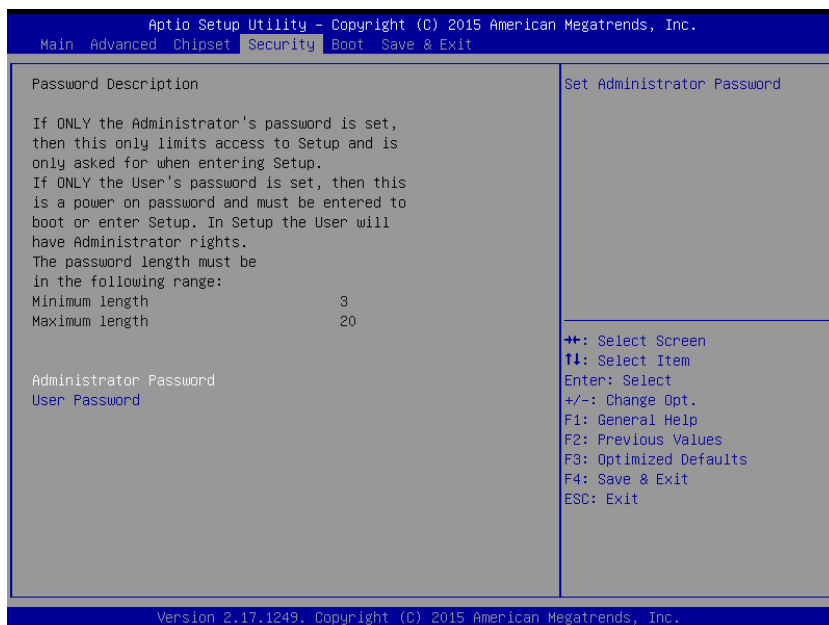 Aptio Setup Utility – Copyright (C) 2015 American Megatrends, Inc.
Main Advanced Chipset Security Boot Save & Exit
Password Description
If ONLY the Administrator's password is set,
then this only limits access to Setup and is
only asked for when entering Setup.
If ONLY the User's password is set, then this
is a power on password and must be entered to
boot or enter Setup. In Setup the User will
have Administrator rights.
The password length must be
in the following range:
Minimum length 3
Maximum length 20
Administrator Password
User Password
Set Administrator Password
→←: Select Screen
↑↓: Select Item
Enter: Select
+/-: Change Opt.
F1: General Help
F2: Previous Values
F3: Optimized Defaults
F4: Save & Exit
ESC: Exit
Version 2.17.1249. Copyright (C) 2015 American Megatrends, Inc.